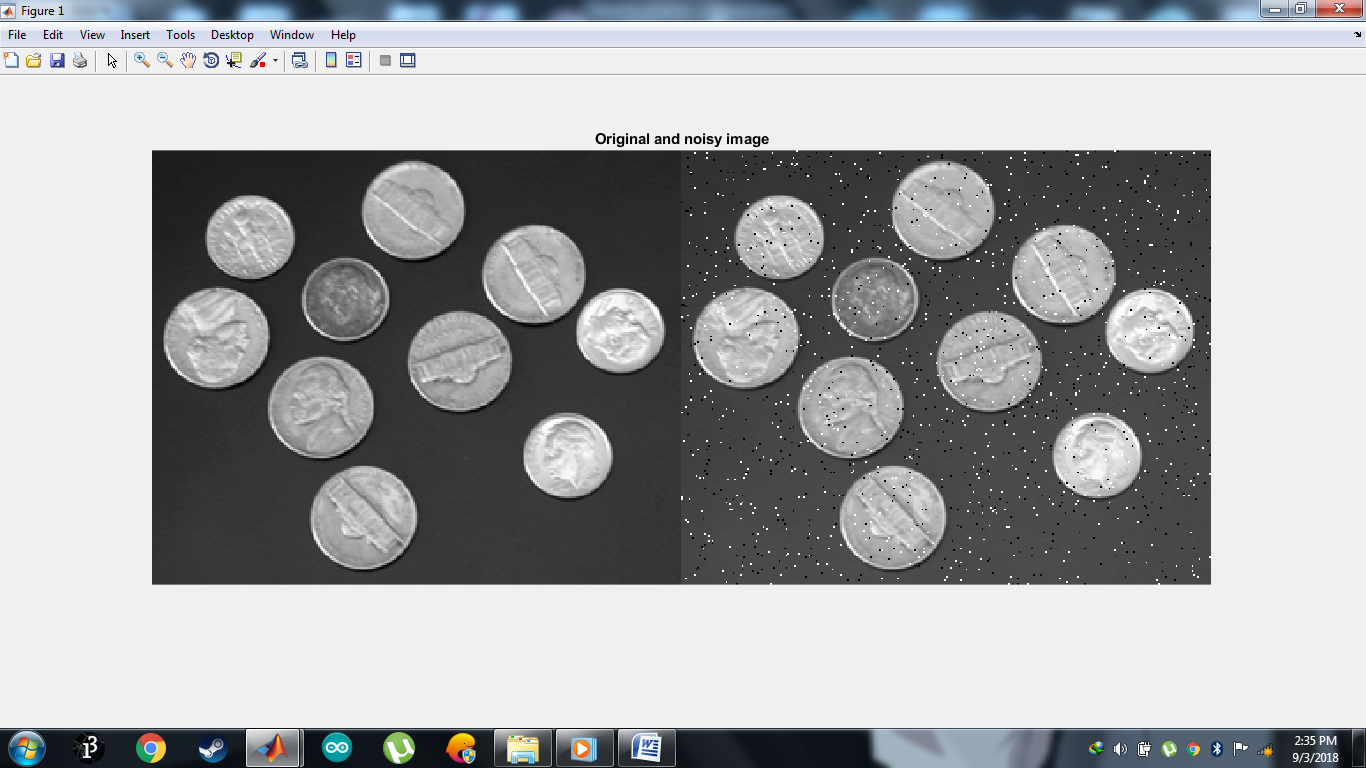 Figure 1
File Edit View Insert Tools Desktop Window Help
Original and noisy image
2:35 PM
9/3/2018